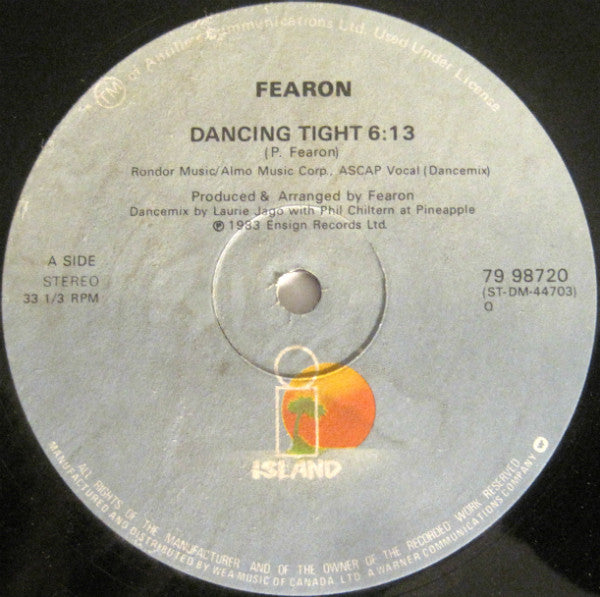 TM of Antilles Communications Ltd. Used Under License
FEARON
DANCING TIGHT 6:13
(P. Fearon)
Rondor Music/Almo Music Corp., ASCAP Vocal (Dancemix)
Produced & Arranged by Fearon
Dancemix by Laurie Jago with Phil Chiltern at Pineapple
℗ 1983 Ensign Records Ltd.
A SIDE
STEREO
33 1/3 RPM
79 98720
(ST-DM-44703)
O
ISLAND
ALL RIGHTS OF THE MANUFACTURER AND OF THE OWNER OF THE RECORDED WORK RESERVED
MANUFACTURED AND DISTRIBUTED BY WEA MUSIC OF CANADA, LTD. A WARNER COMMUNICATIONS COMPANY